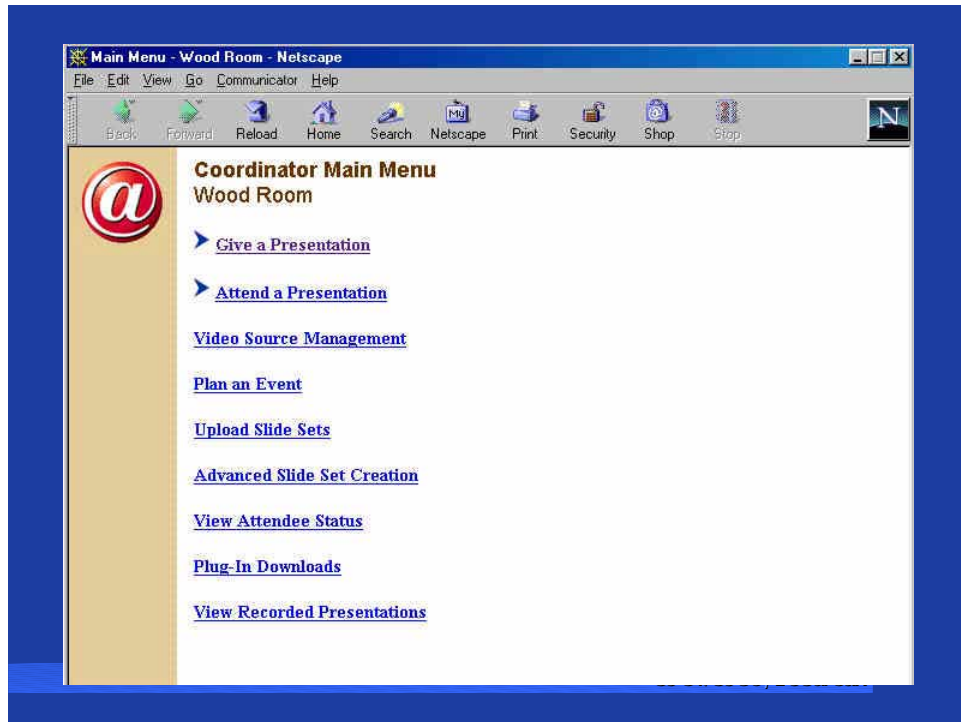 Main Menu - Wood Room - Netscape
File Edit View Go Communicator Help
Back Forward Reload Home Search Netscape Print Security Shop Stop
My
N
@
Coordinator Main Menu
Wood Room
Give a Presentation
Attend a Presentation
Video Source Management
Plan an Event
Upload Slide Sets
Advanced Slide Set Creation
View Attendee Status
Plug-In Downloads
View Recorded Presentations